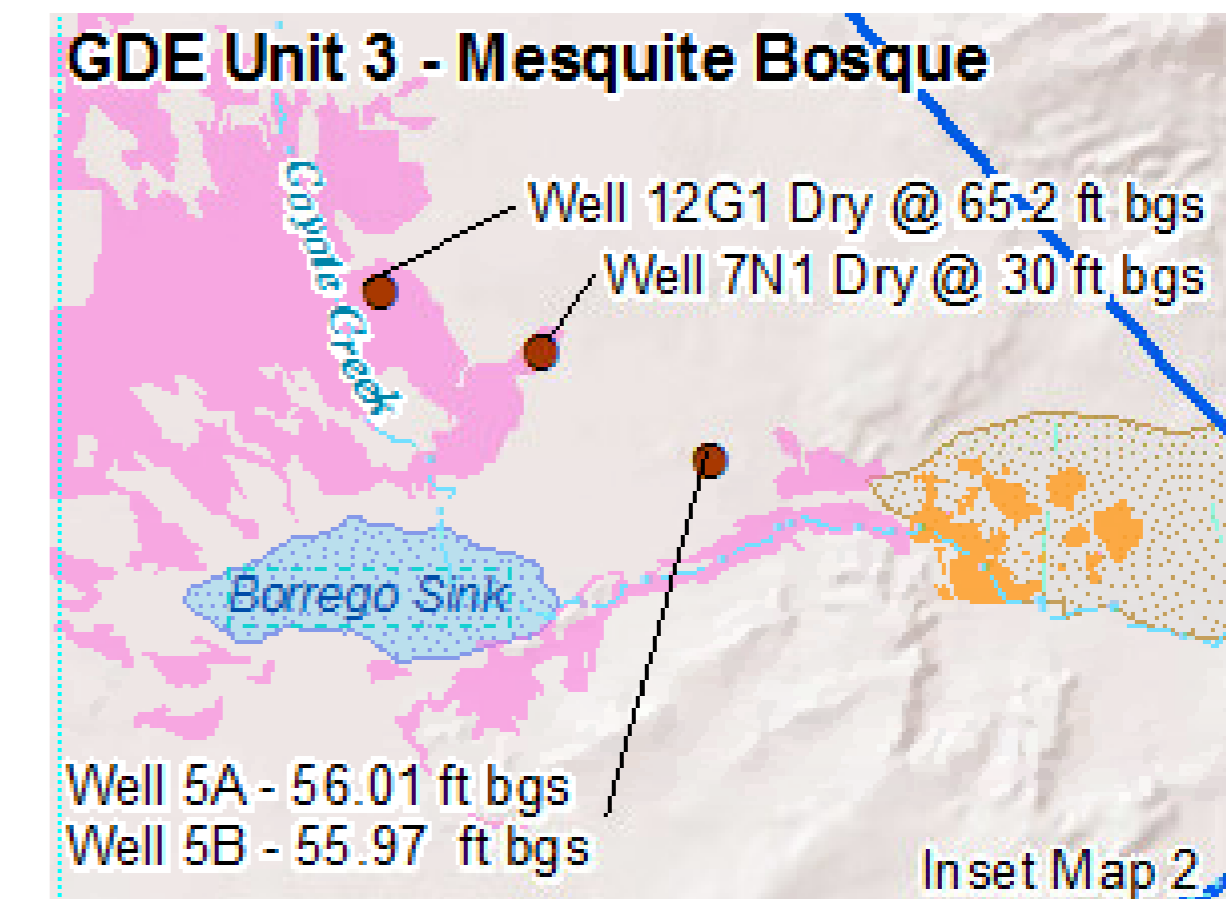 GDE Unit 3 - Mesquite Bosque
Coyote Creek
Well 12G1 Dry @ 65.2 ft bgs
Well 7N1 Dry @ 30 ft bgs
Borrego Sink
Well 5A - 56.01 ft bgs
Well 5B - 55.97 ft bgs
Inset Map 2